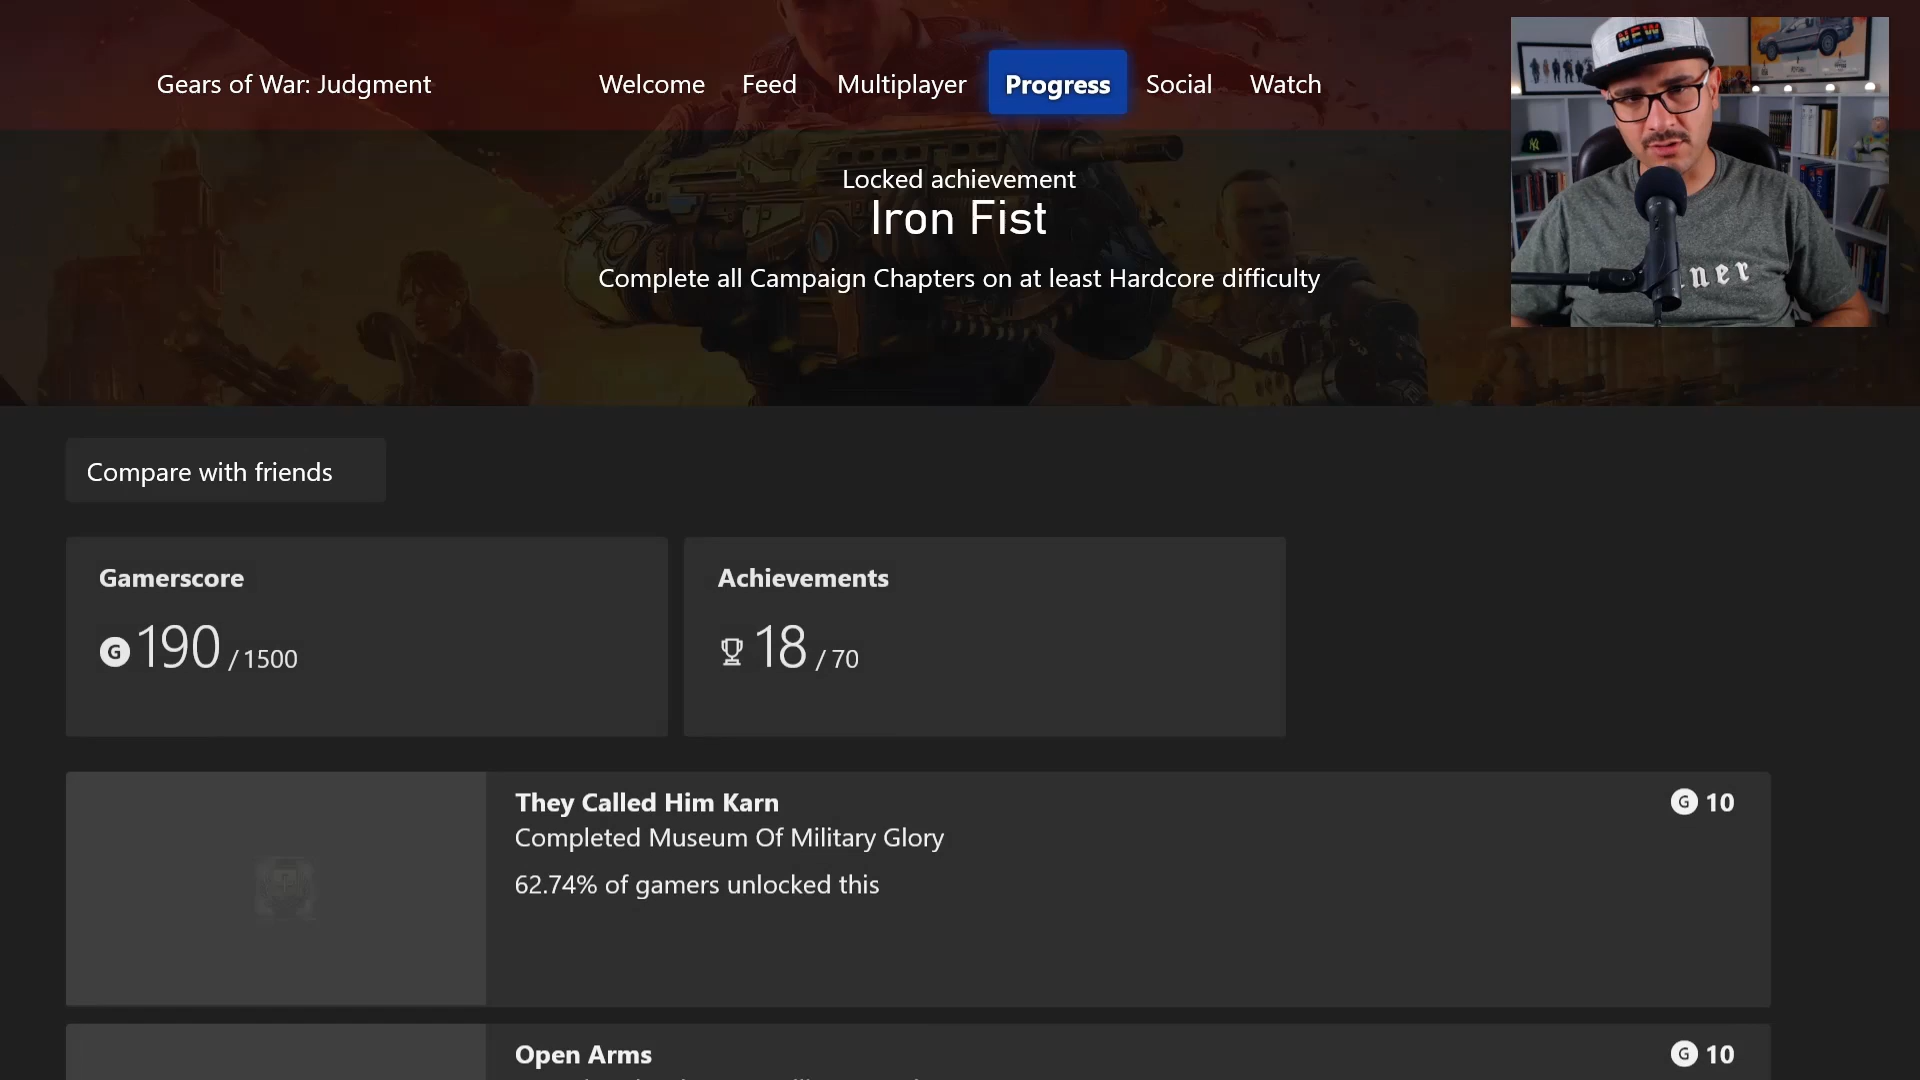 Gears of War: Judgment
Welcome Feed Multiplayer Progress Social Watch
NEW
Locked achievement
Iron Fist
Complete all Campaign Chapters on at least Hardcore difficulty
Compare with friends
Gamerscore
G 190 / 1500
Achievements
18 / 70
They Called Him Karn
G 10
Completed Museum Of Military Glory
62.74% of gamers unlocked this
Open Arms
G 10